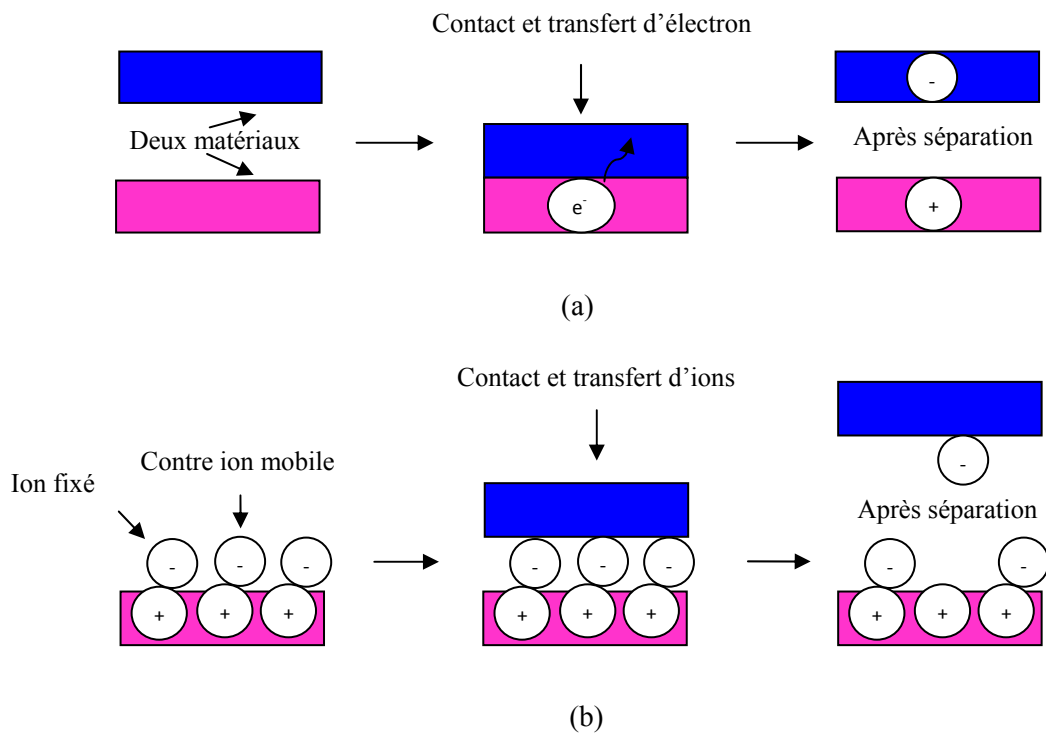 Contact et transfert d’électron
-
Deux matériaux
Après séparation
e-
+
(a)
Contact et transfert d’ions
Contre ion mobile
Ion fixé
-
Après séparation
- - -
- - -
- -
+ + +
+ + +
+ + +
(b)